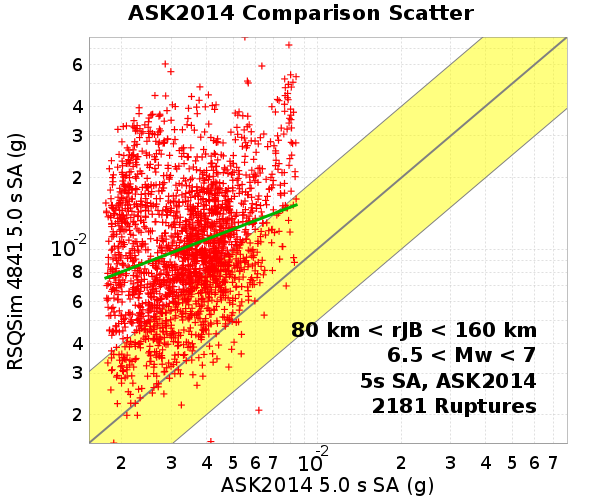 ASK2014 Comparison Scatter
RSQSim 4841 5.0 s SA (g)
6
4
3
2
10-2
8
6
4
3
2
80 km < rJB < 160 km
6.5 < Mw < 7
5s SA, ASK2014
2181 Ruptures
2 3 4 5 6 7 10-2 2 3 4 5 6 7
ASK2014 5.0 s SA (g)